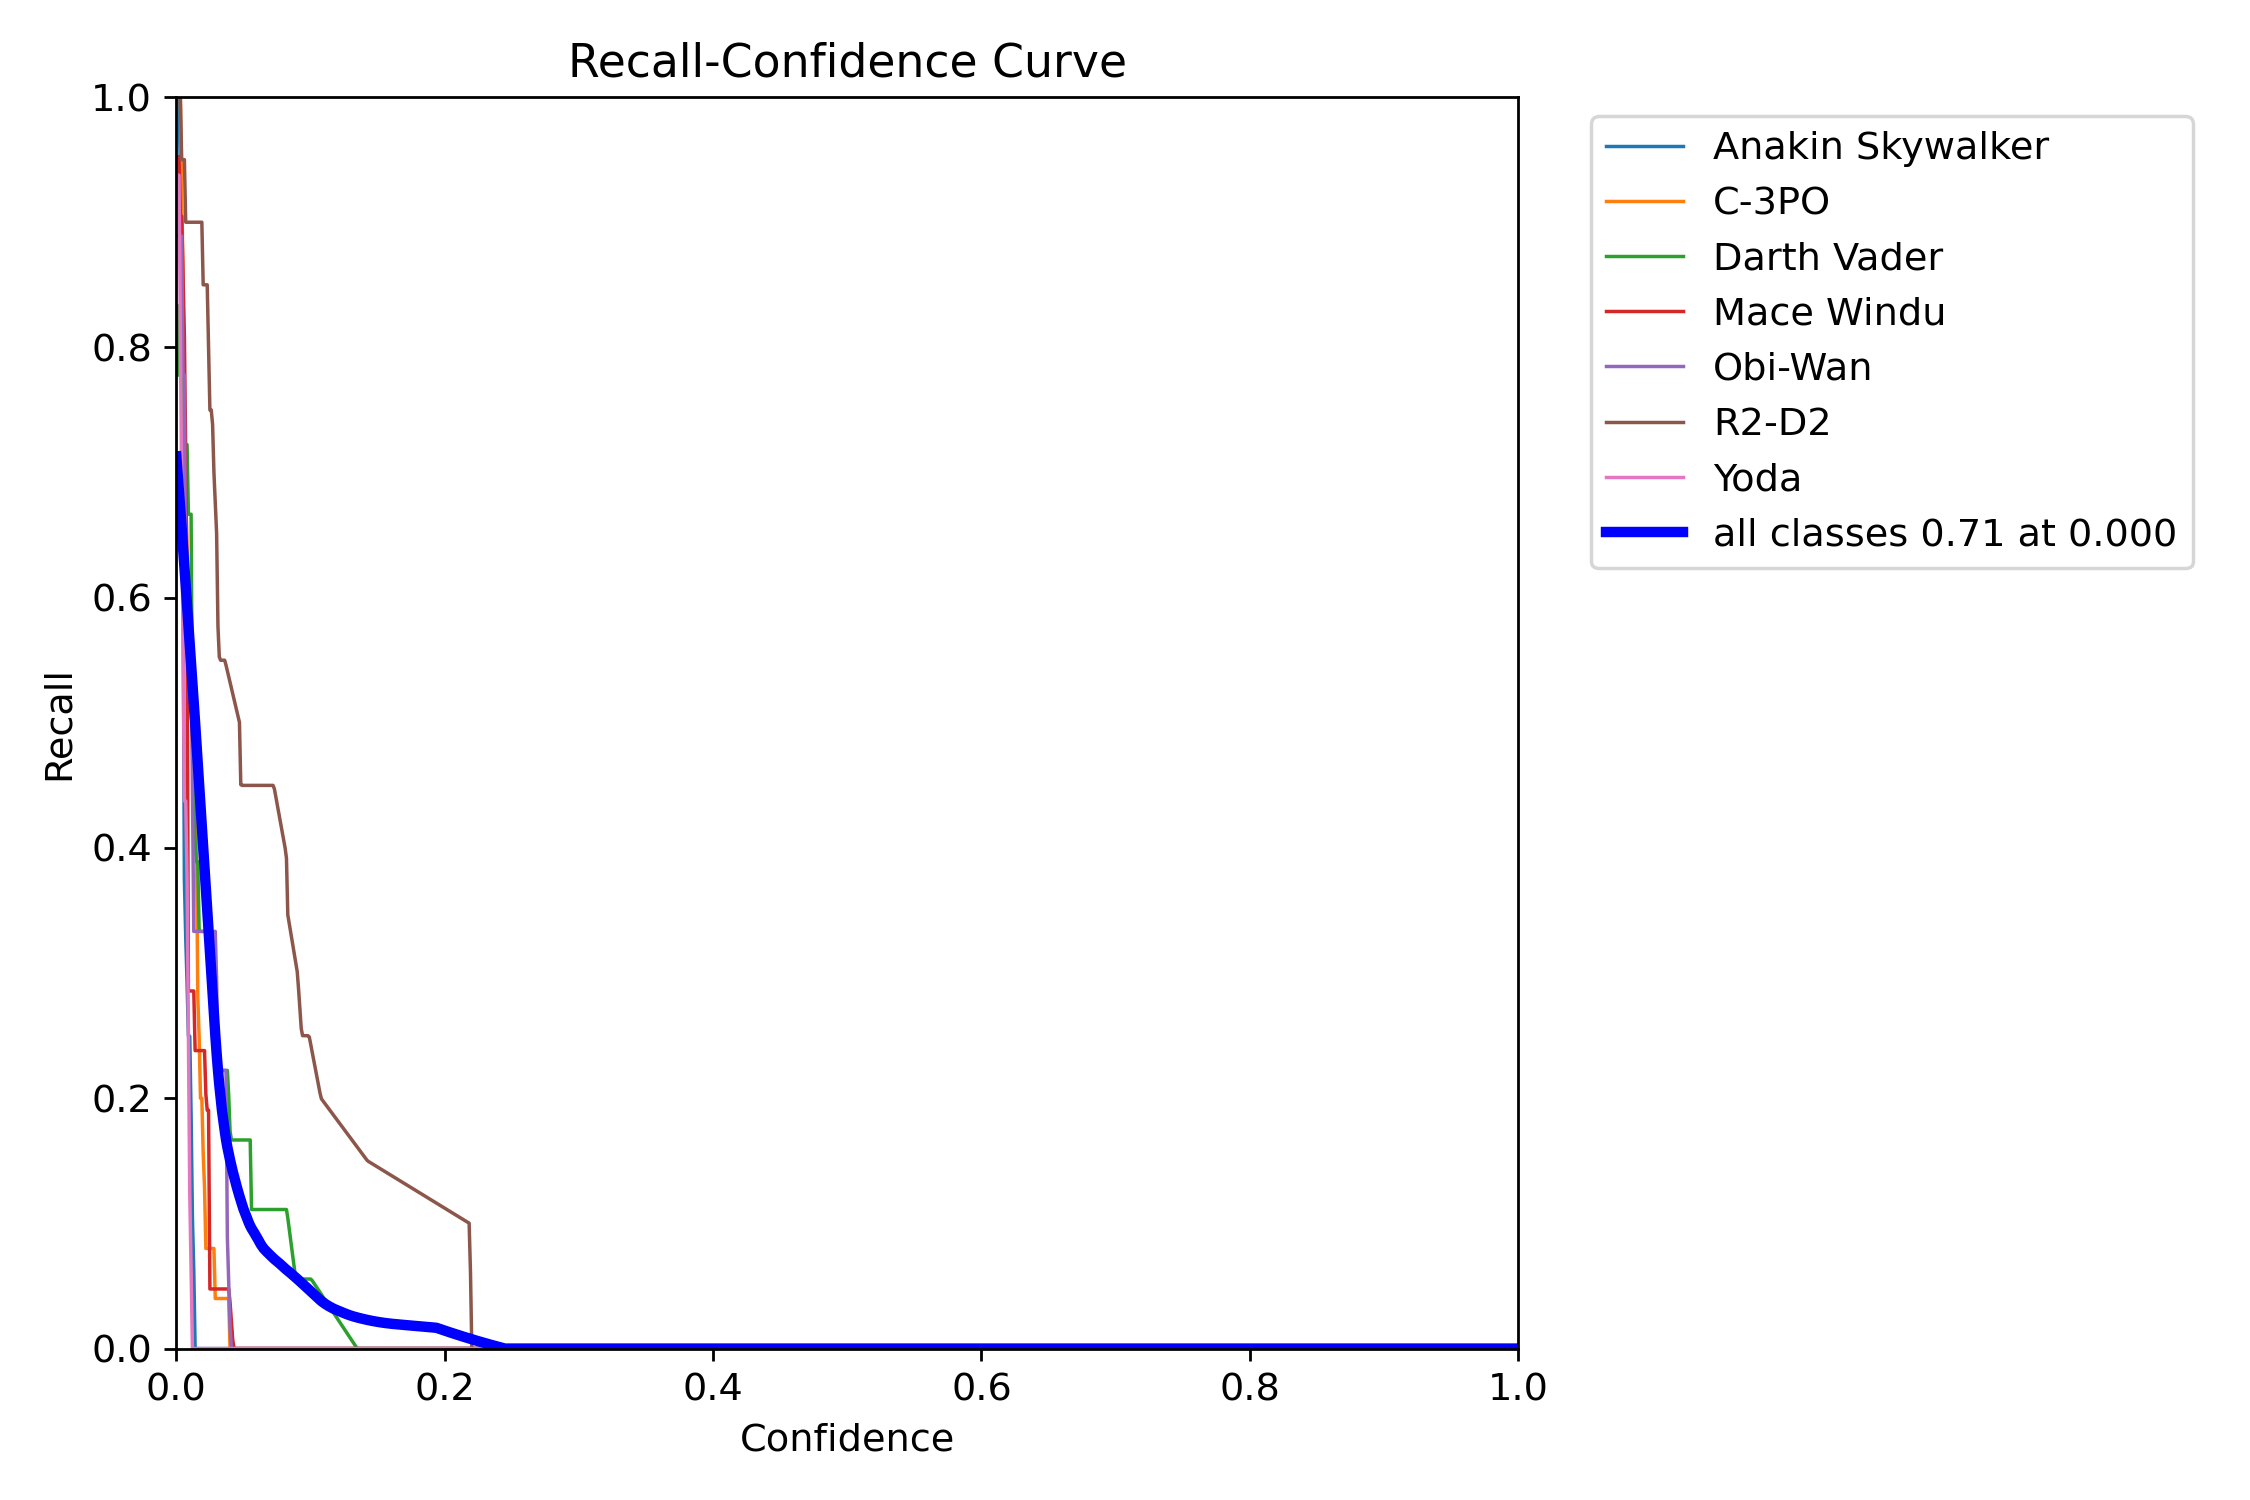 Recall-Confidence Curve
1.0
0.8
0.6
0.4
0.2
0.0
Recall
0.0 0.2 0.4 0.6 0.8 1.0
Confidence
Anakin Skywalker
C-3PO
Darth Vader
Mace Windu
Obi-Wan
R2-D2
Yoda
all classes 0.71 at 0.000